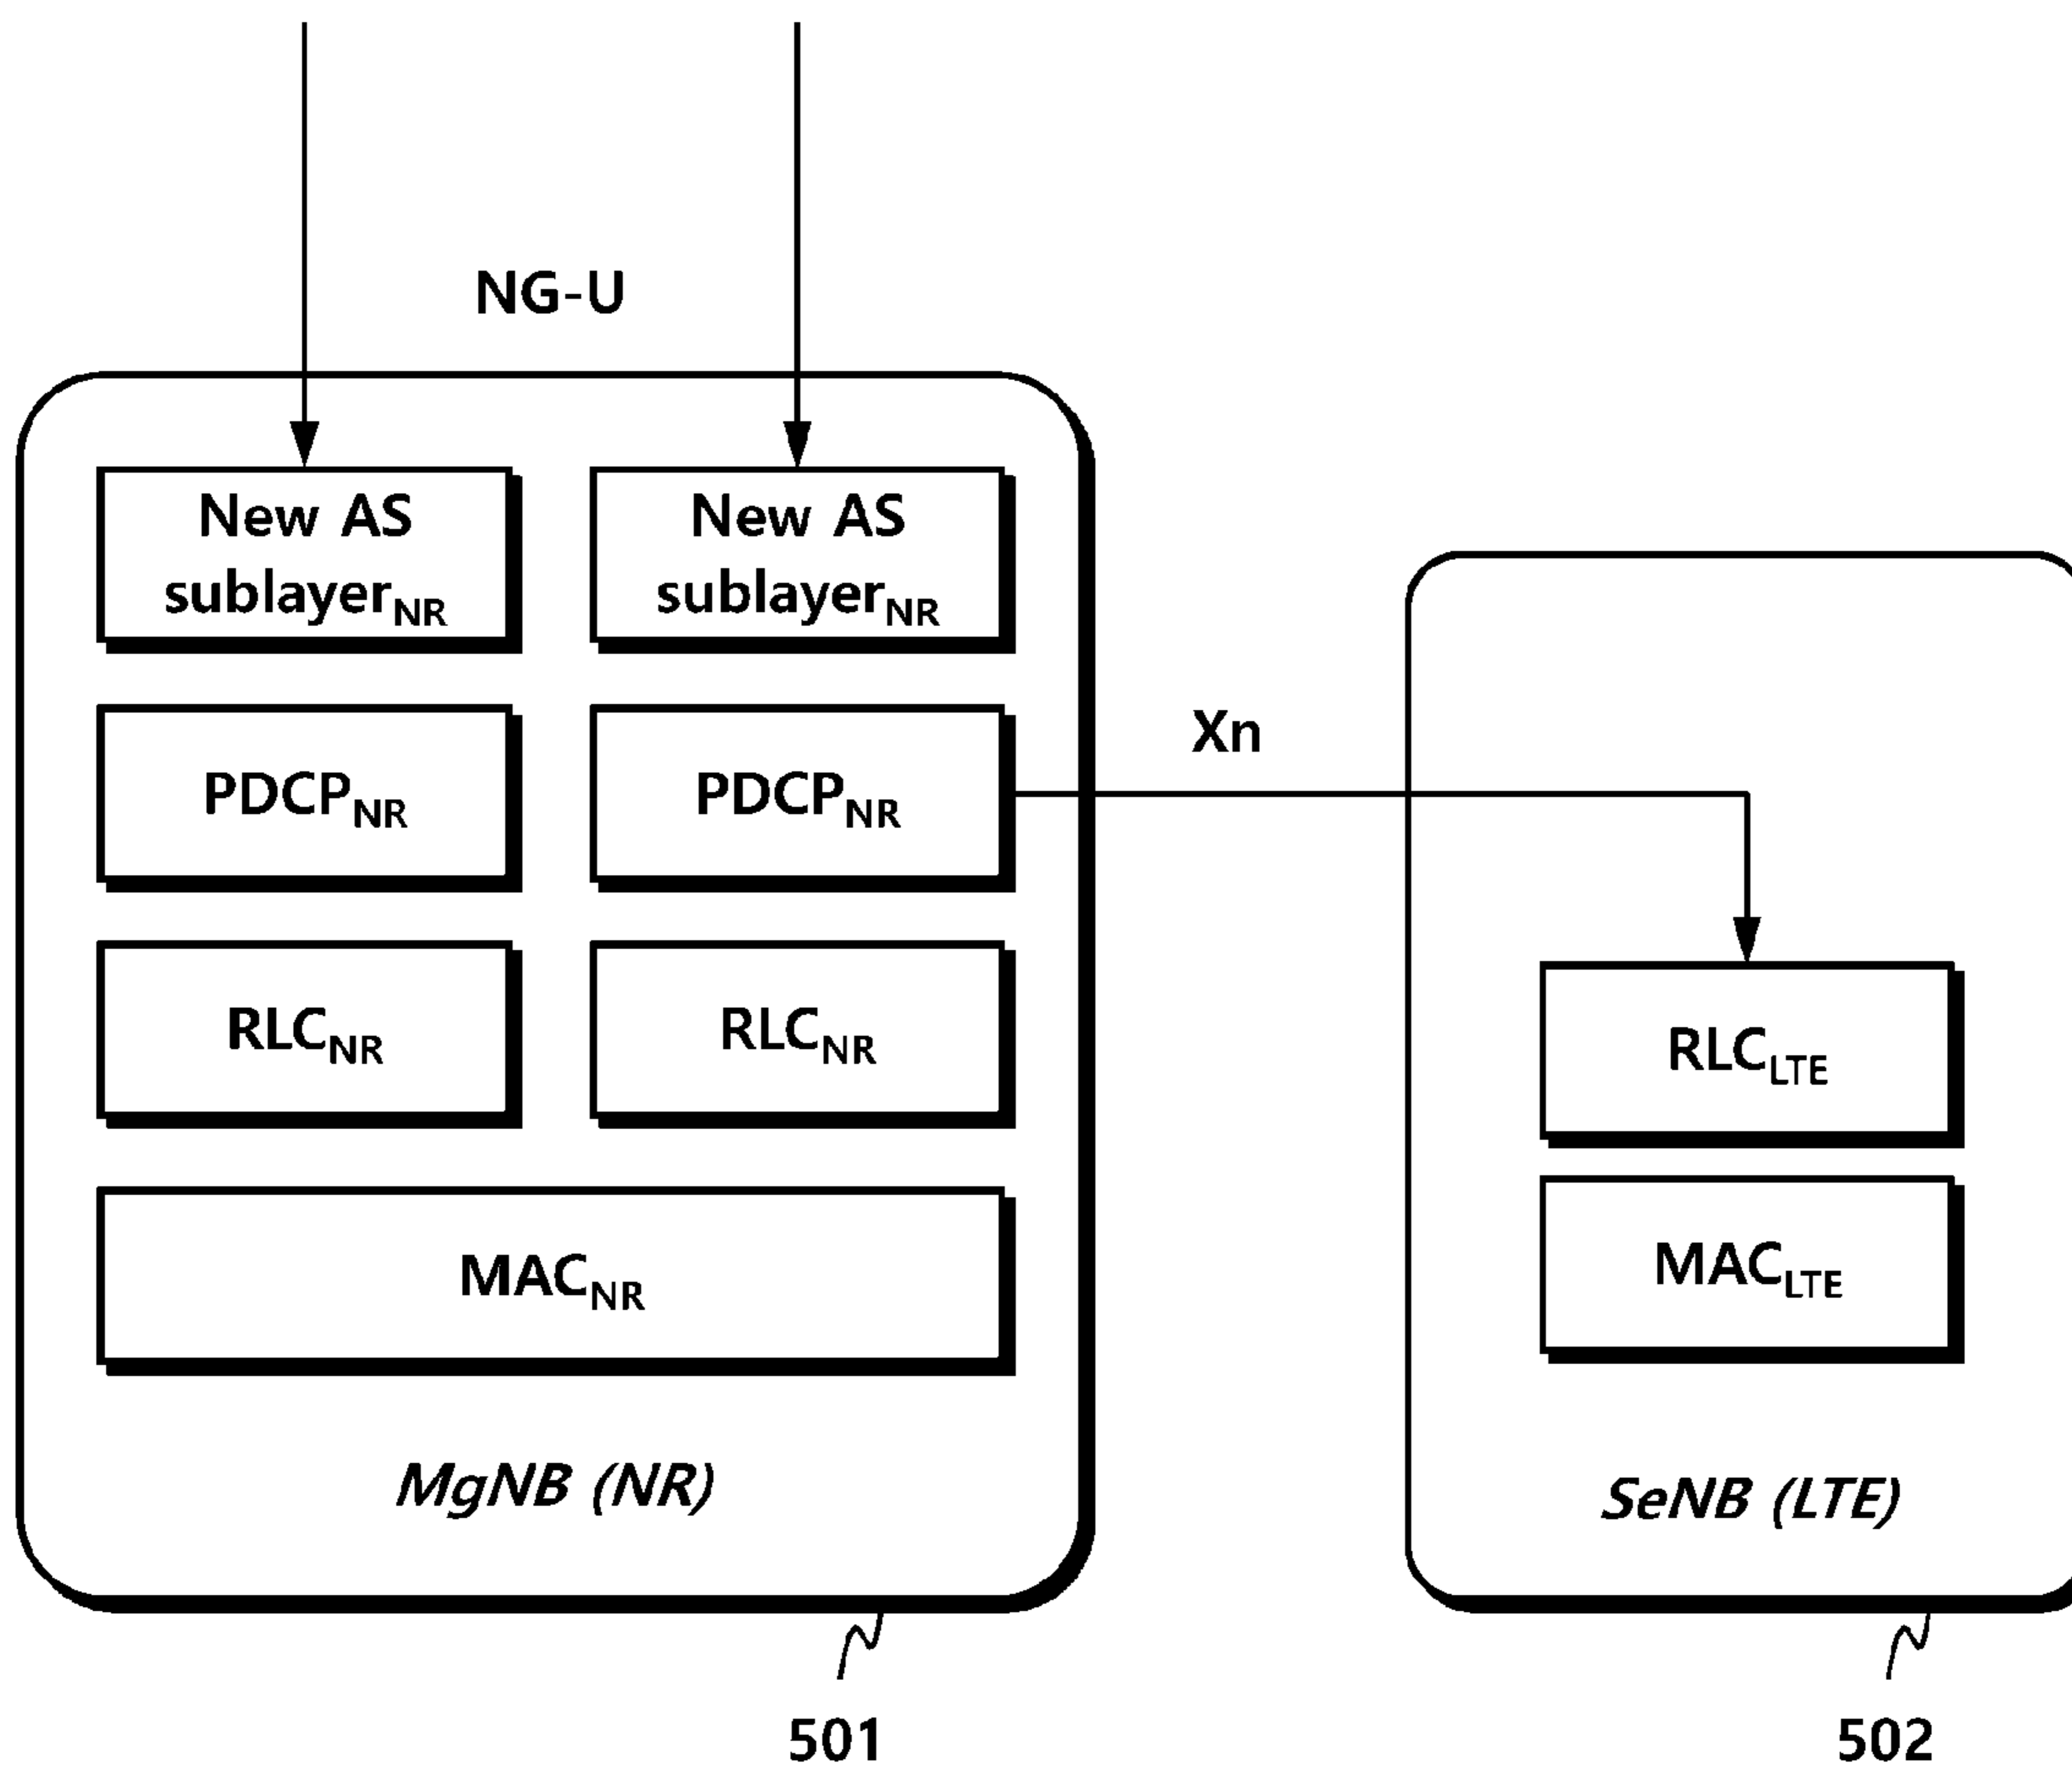 NG-U
New AS
sublayerNR
New AS
sublayerNR
PDCPNR
PDCPNR
Xn
RLCNR
RLCNR
RLCLTE
MACNR
MACLTE
MgNB (NR)
SeNB (LTE)
501
502